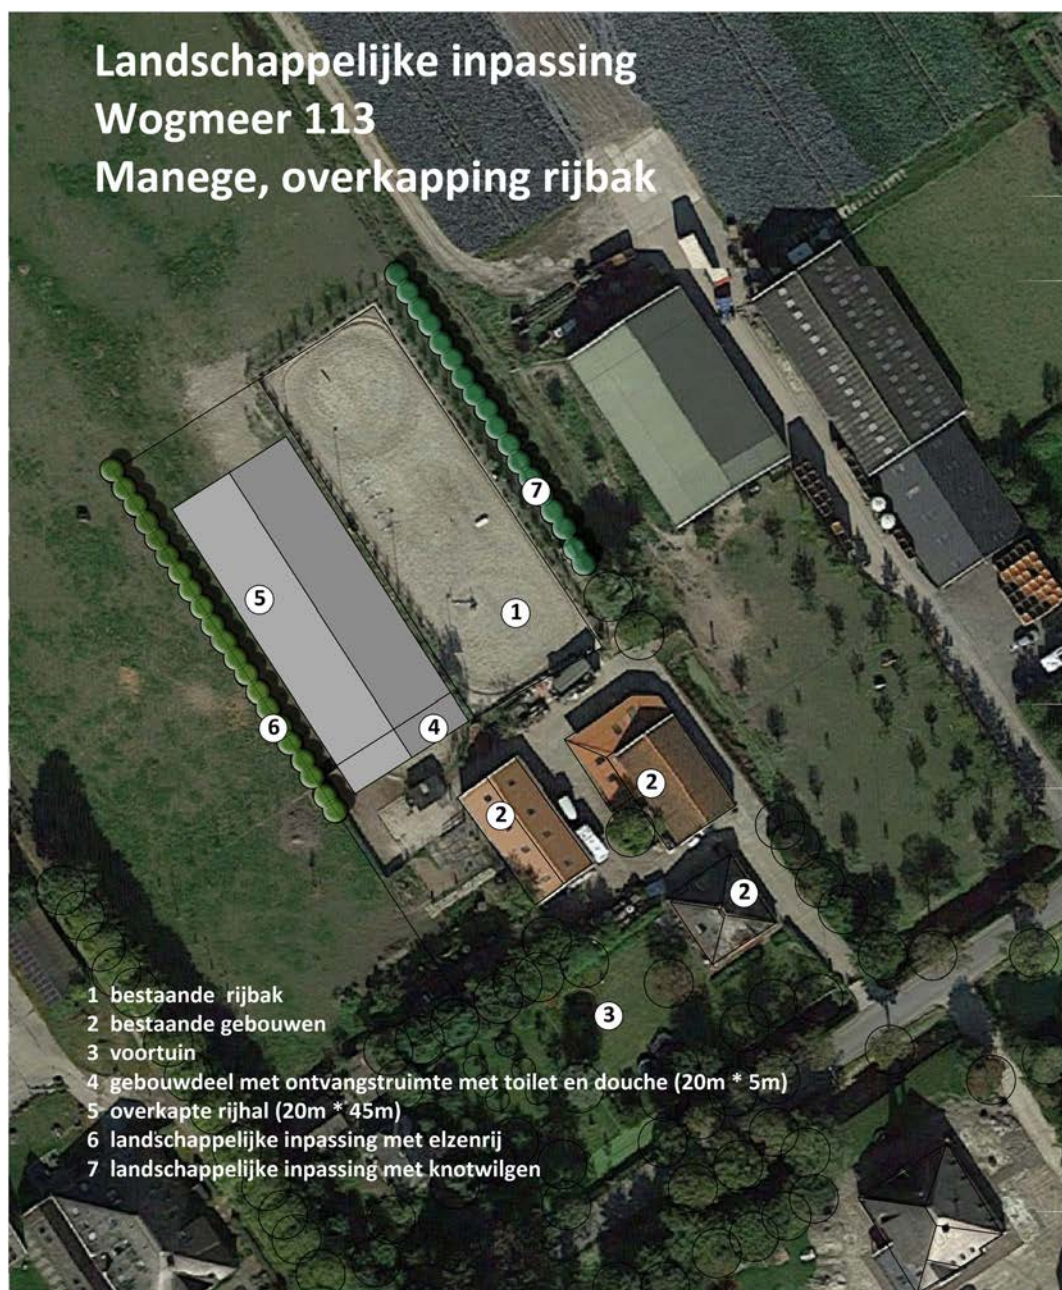 Landschappelijke inpassing
Wogmeer 113
Manege, overkapping rijbak
7
1
5
4
6
2
2
2
3
1 bestaande rijbak
2 bestaande gebouwen
3 voortuin
4 gebouwdeel met ontvangstruimte met toilet en douche (20m * 5m)
5 overkapte rijhal (20m * 45m)
6 landschappelijke inpassing met elzenrij
7 landschappelijke inpassing met knotwilgen